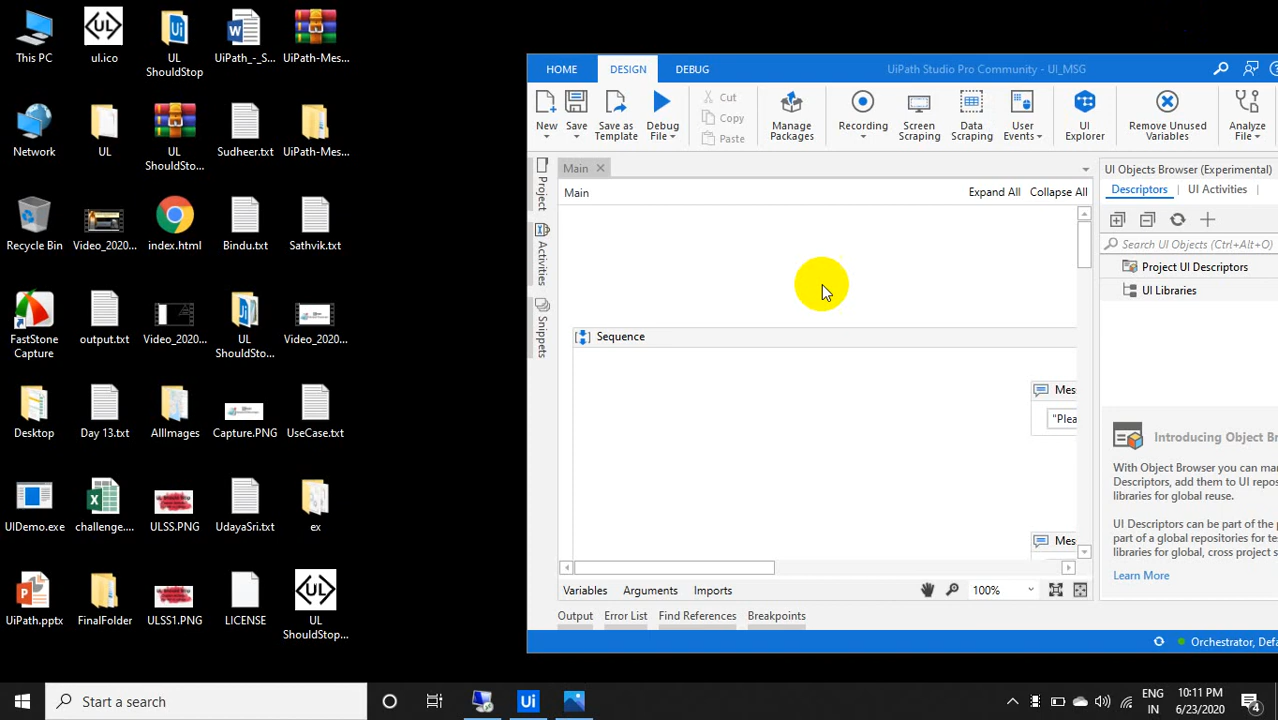 This PC
ul.ico
UL
ShouldStop
UiPath_-_S...
UiPath-Mes...
Network
UL
UL
ShouldSto...
Sudheer.txt
UiPath-Mes...
Recycle Bin
Video_2020...
index.html
Bindu.txt
Sathvik.txt
FastStone
Capture
output.txt
Video_2020...
UL
ShouldSto...
Video_2020...
Desktop
Day 13.txt
AllImages
Capture.PNG
UseCase.txt
UIDemo.exe
challenge....
ULSS.PNG
UdayaSri.txt
ex
UiPath.pptx
FinalFolder
ULSS1.PNG
LICENSE
UL
ShouldStop...
HOME
DESIGN
DEBUG
UiPath Studio Pro Community - UI_MSG
New
Save
Save as
Template
Debug
File
Cut
Copy
Paste
Manage
Packages
Recording
Screen
Scraping
Data
Scraping
User
Events
UI
Explorer
Remove Unused
Variables
Analyze
File
Project
Activities
Snippets
Main
Main
Expand All
Collapse All
Sequence
Mes
"Plea
Mes
UI Objects Browser (Experimental)
Descriptors
UI Activities
Search UI Objects (Ctrl+Alt+O)
Project UI Descriptors
UI Libraries
Introducing Object Br
With Object Browser you can ma
Descriptors, add them to UI repos
libraries for global reuse.
UI Descriptors can be part of the p
part of a global repositories for te
libraries for global, cross project s
Learn More
Variables
Arguments
Imports
100%
Output
Error List
Find References
Breakpoints
Orchestrator, Defa
Start a search
Ui
ENG
IN
10:11 PM
6/23/2020
4